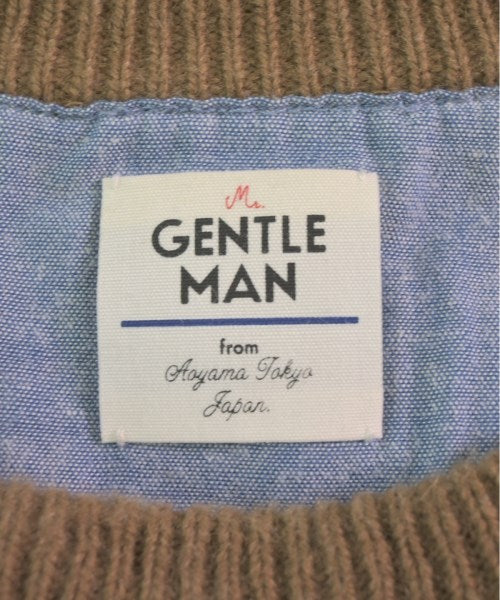 Mr.
GENTLE
MAN
from
Aoyama Tokyo
Japan.